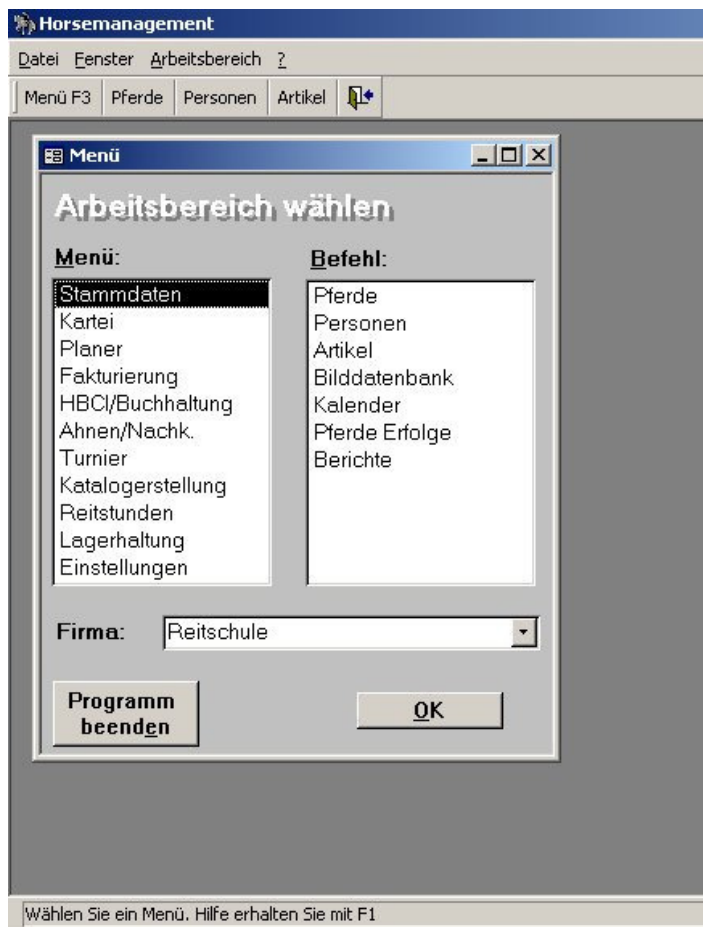 Horsemanagement
Datei Fenster Arbeitsbereich ?
Menü F3 Pferde Personen Artikel
Menü
Arbeitsbereich wählen
Menü:
Stammdaten
Kartei
Planer
Fakturierung
HBCI/Buchhaltung
Ahnen/Nachk.
Turnier
Katalogerstellung
Reitstunden
Lagerhaltung
Einstellungen
Befehl:
Pferde
Personen
Artikel
Bilddatenbank
Kalender
Pferde Erfolge
Berichte
Firma: Reitschule
Programm
beenden
OK
Wählen Sie ein Menü. Hilfe erhalten Sie mit F1